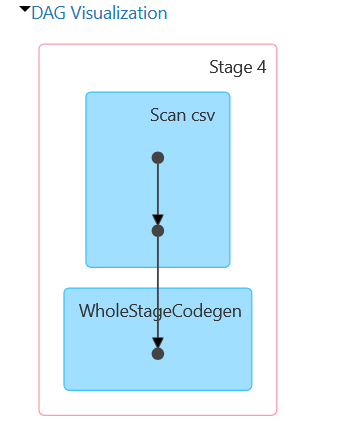 DAG Visualization
Stage 4
Scan csv
WholeStageCodegen